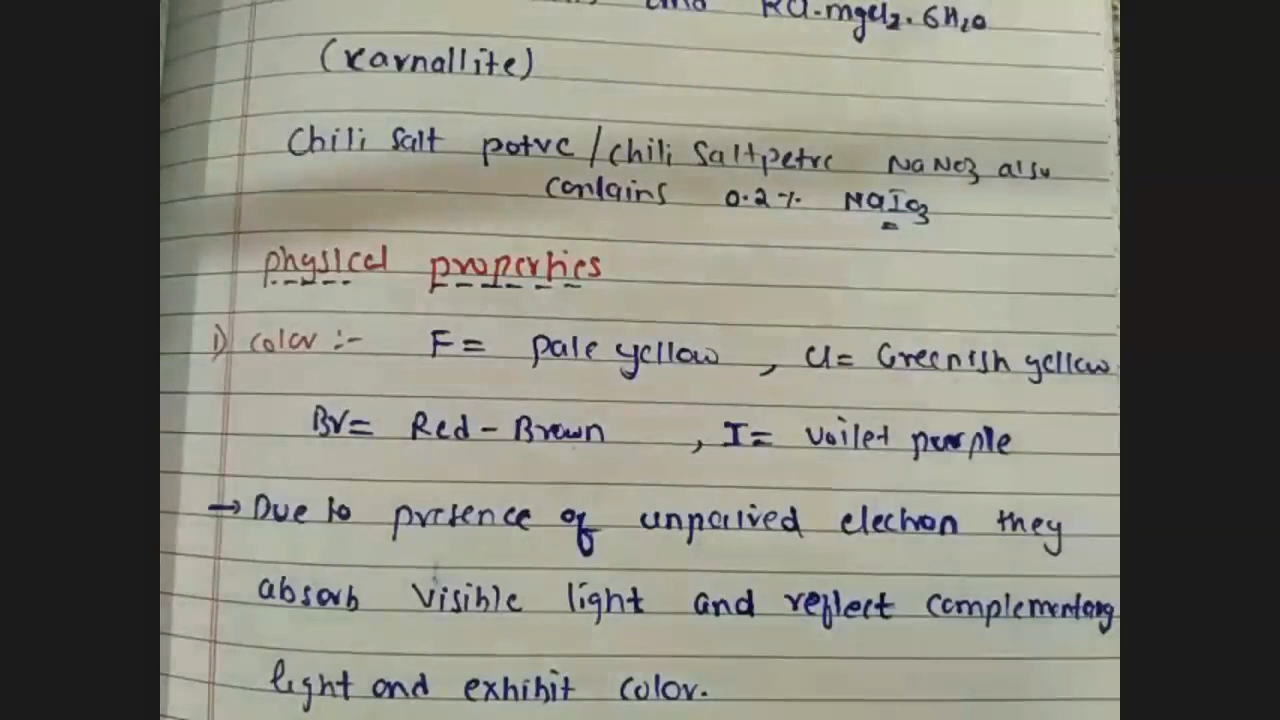 and KCl.mgcl2.6H2O
(Karnallite)
Chili salt potre/chili saltpetre NaNO3 also
contains 0.2% NaIO3
physical properties
1) color :- F= pale yellow, Cl= Greenish yellow
Br= Red-Brown, I= voilet purple
→ Due to presence of unpaired electron they
absorb visible light and reflect complementary
light and exhibit color.